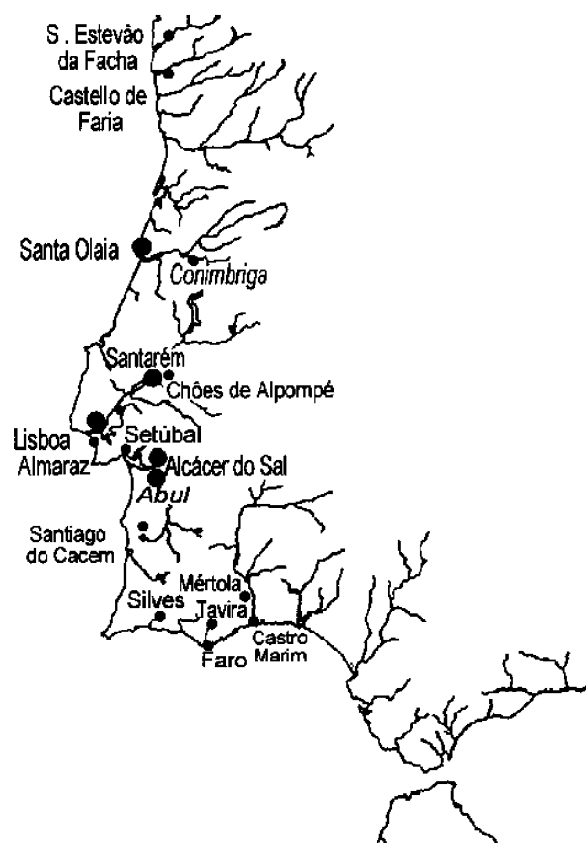 S . Estevão
da Facha
Castello de
Faria
Santa Olaia
Conimbriga
Santarém
Chões de Alpompé
Lisboa
Setúbal
Almaraz
Alcácer do Sal
Abul
Santiago
do Cacem
Mértola
Silves
Tavira
Castro
Marim
Faro